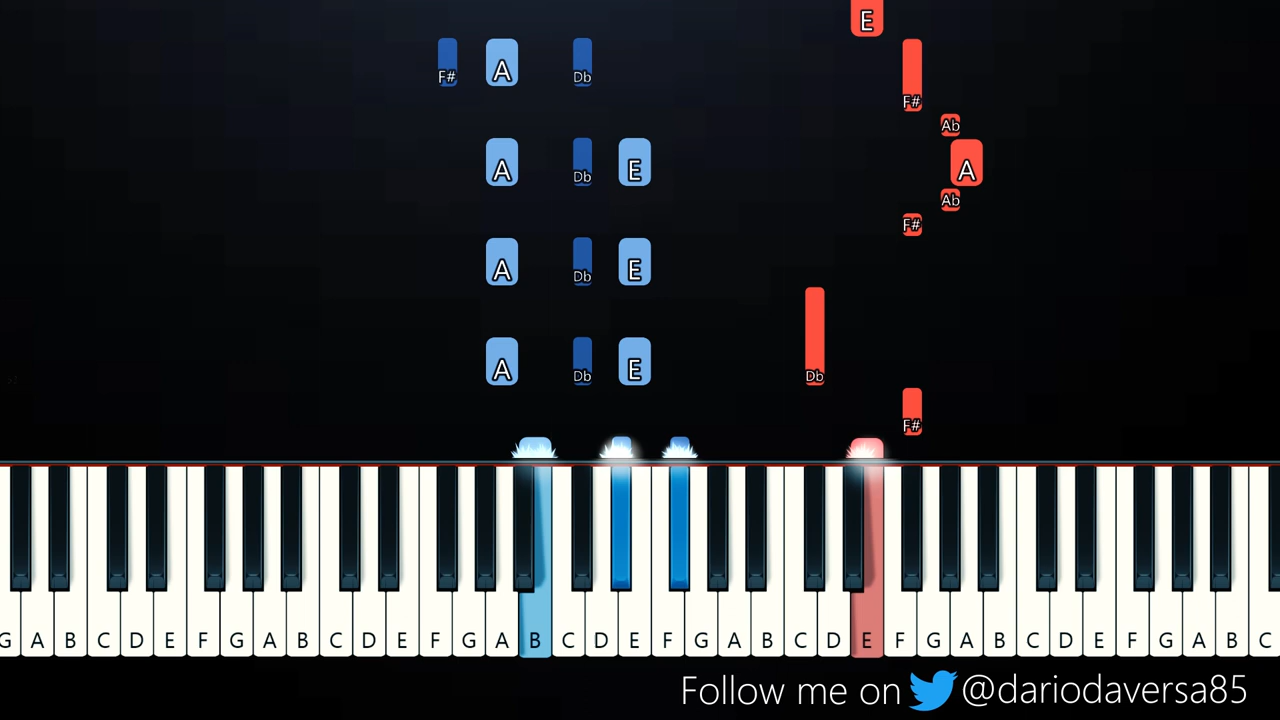 E
F# A Db F#
Ab
A Db E A
Ab
F#
A Db E
A Db E Db
F#
G A B C D E F G A B C D E F G A B C D E F G A B C D E F G A B C D E F G A B C
Follow me on @dariodaversa85